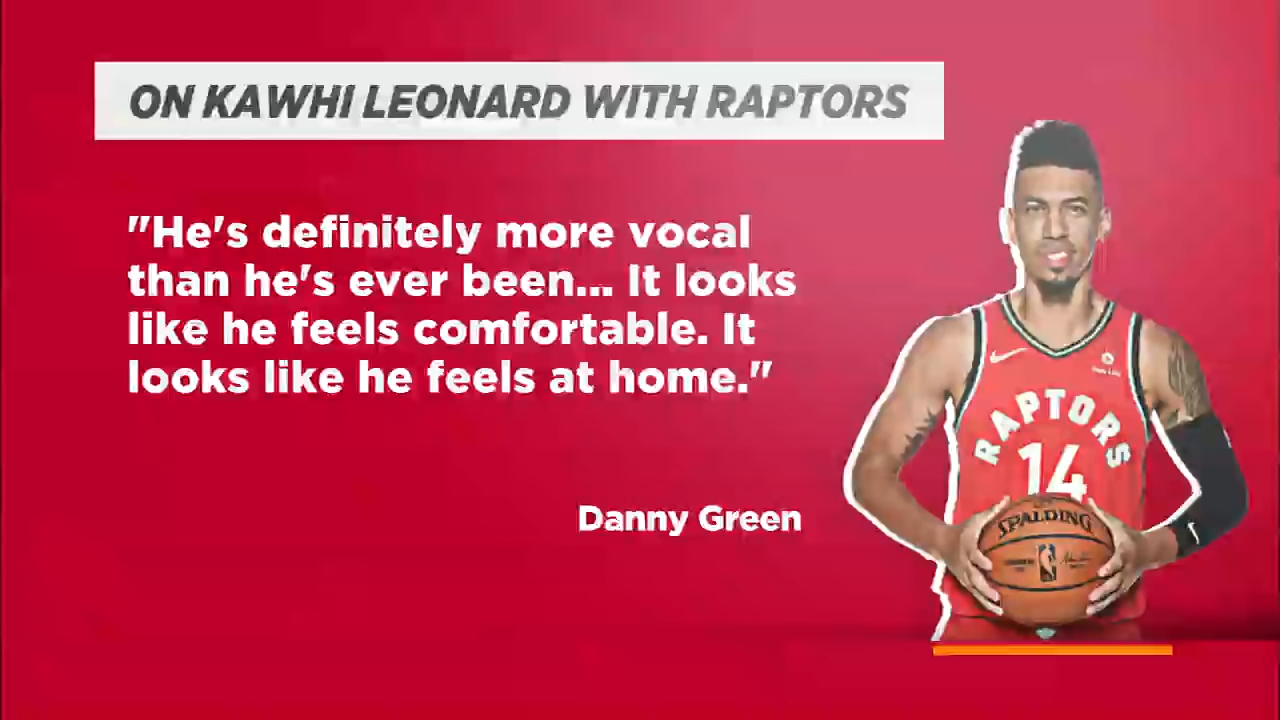 ON KAWHI LEONARD WITH RAPTORS
"He's definitely more vocal
than he's ever been... It looks
like he feels comfortable. It
looks like he feels at home."
Danny Green
RAPTORS
14
SPALDING